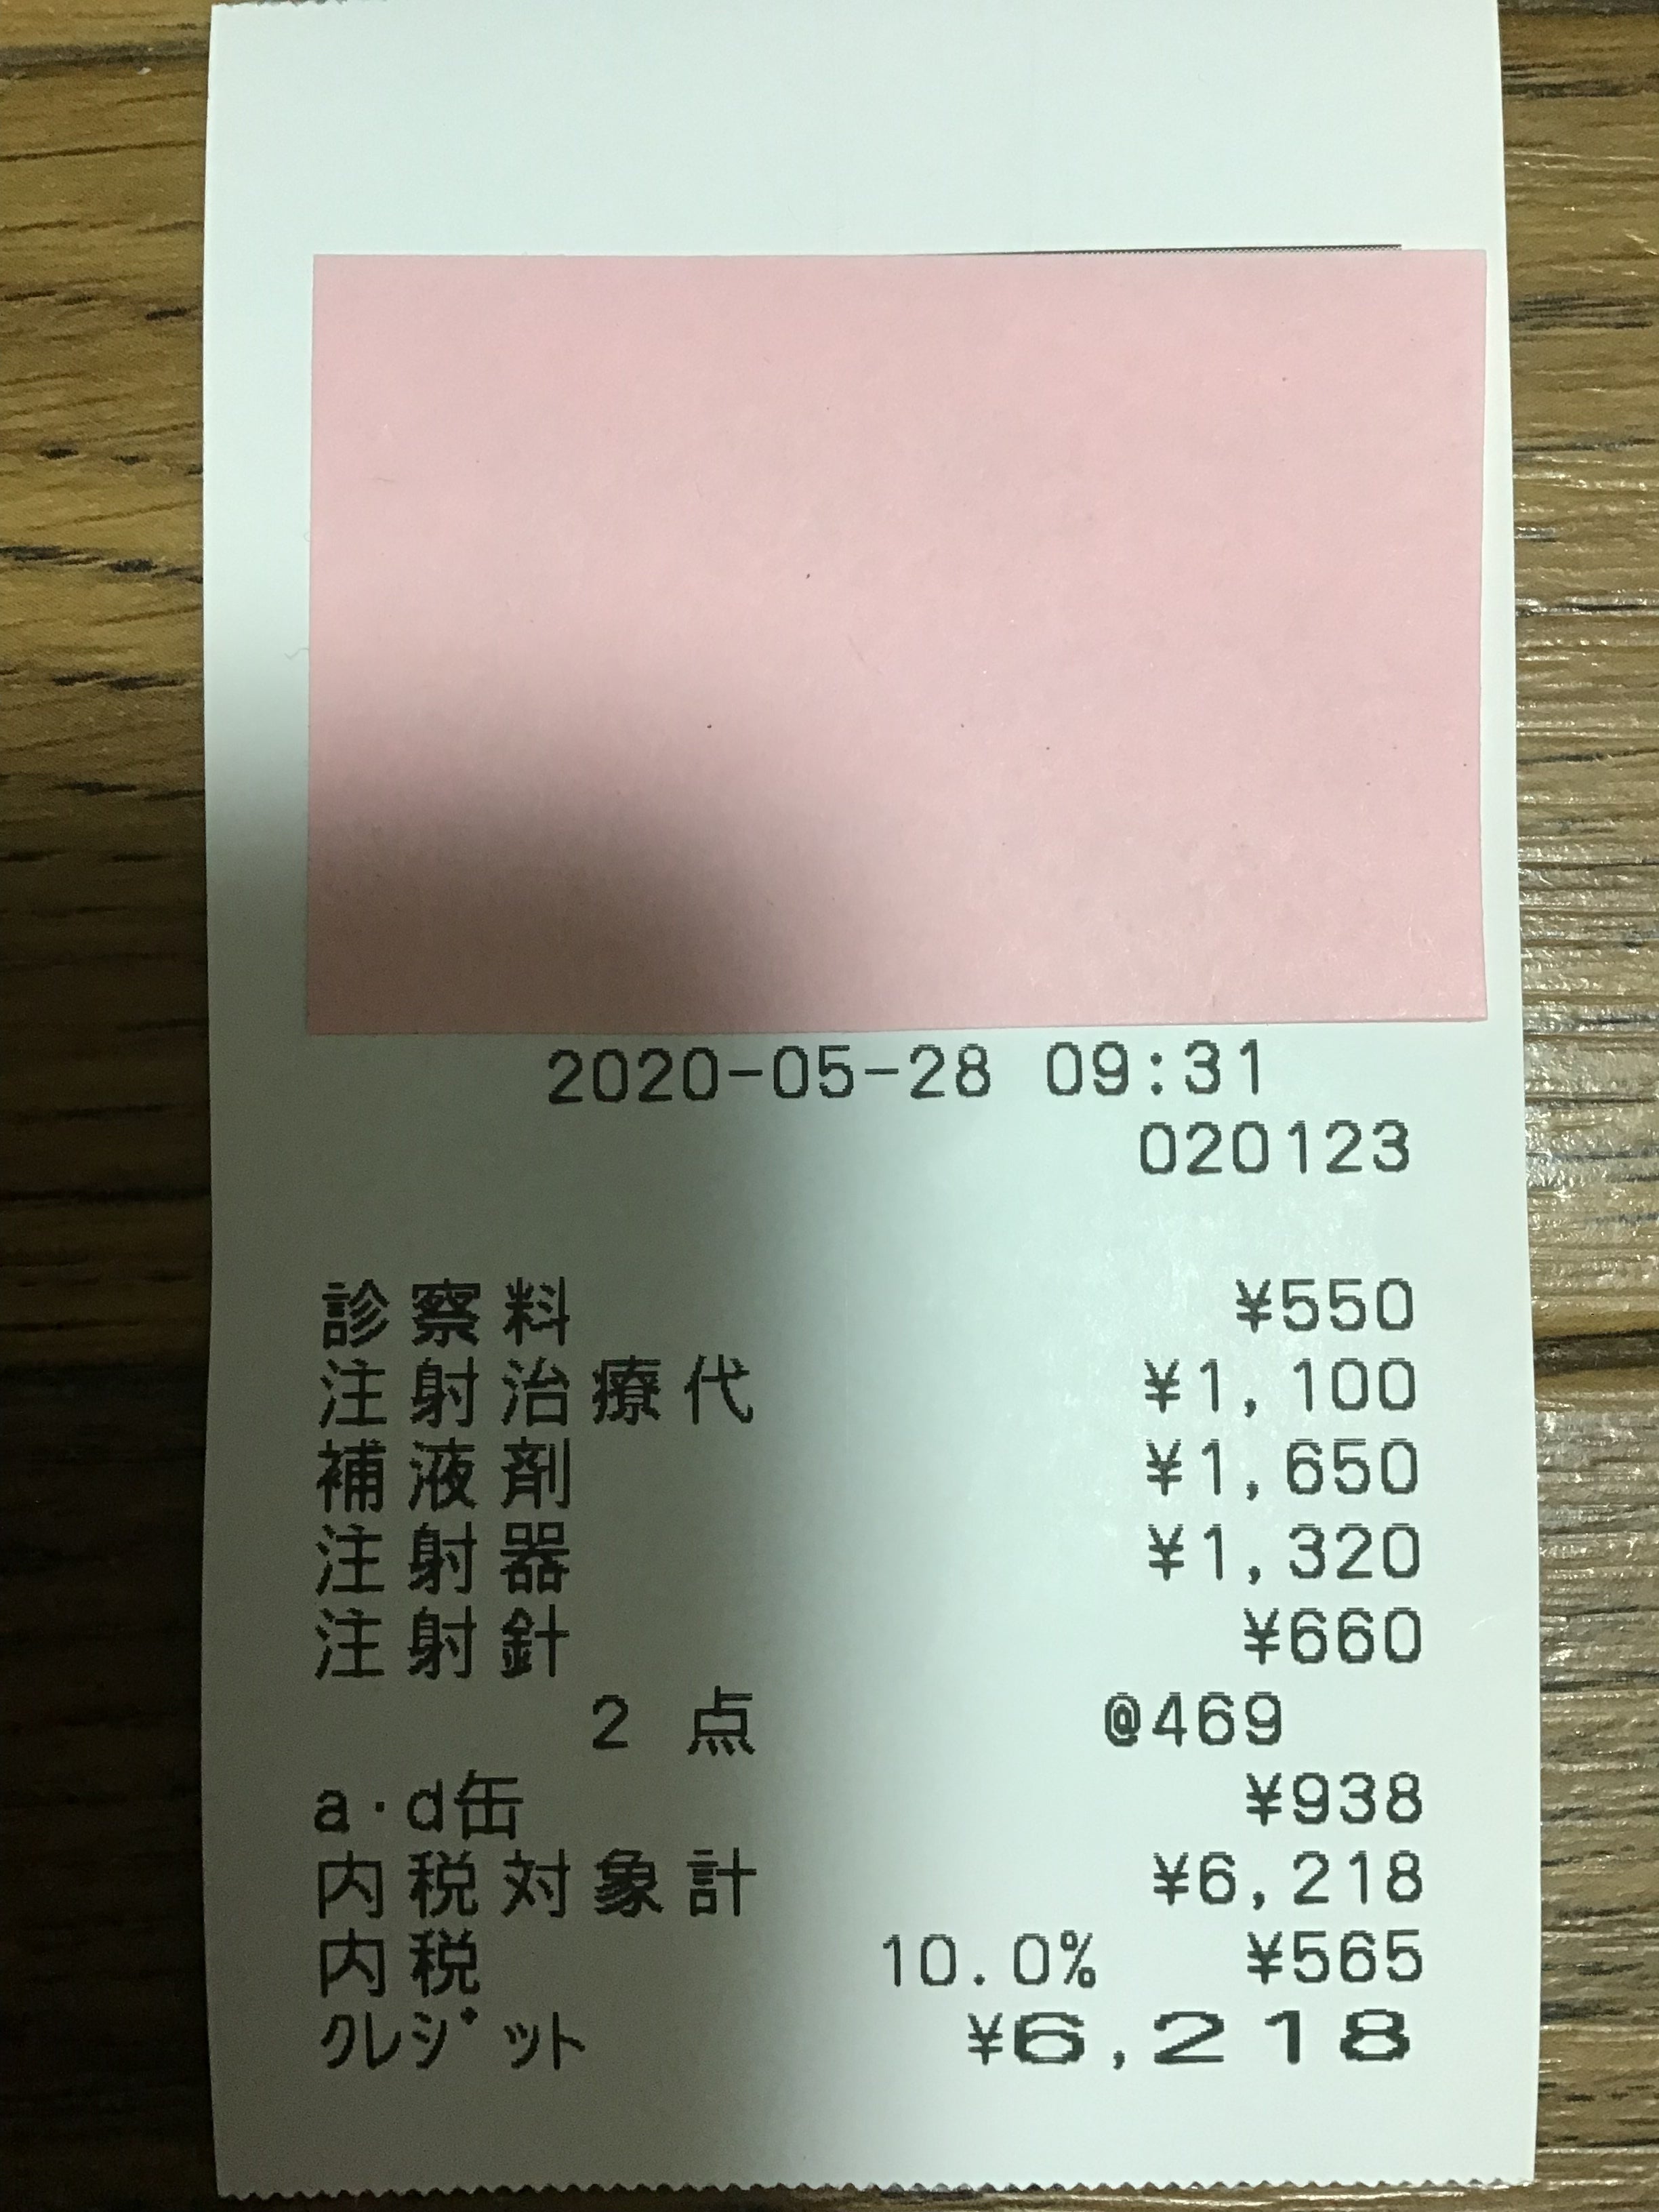 2020-05-28 09:31
020123
診察料 ¥550
注射治療代 ¥1,100
補液剤 ¥1,650
注射器 ¥1,320
注射針 ¥660
2 点 @469
a・d缶 ¥938
内税対象計 ¥6,218
内税 10.0% ¥565
ｸﾚｼﾞｯﾄ ¥6,218